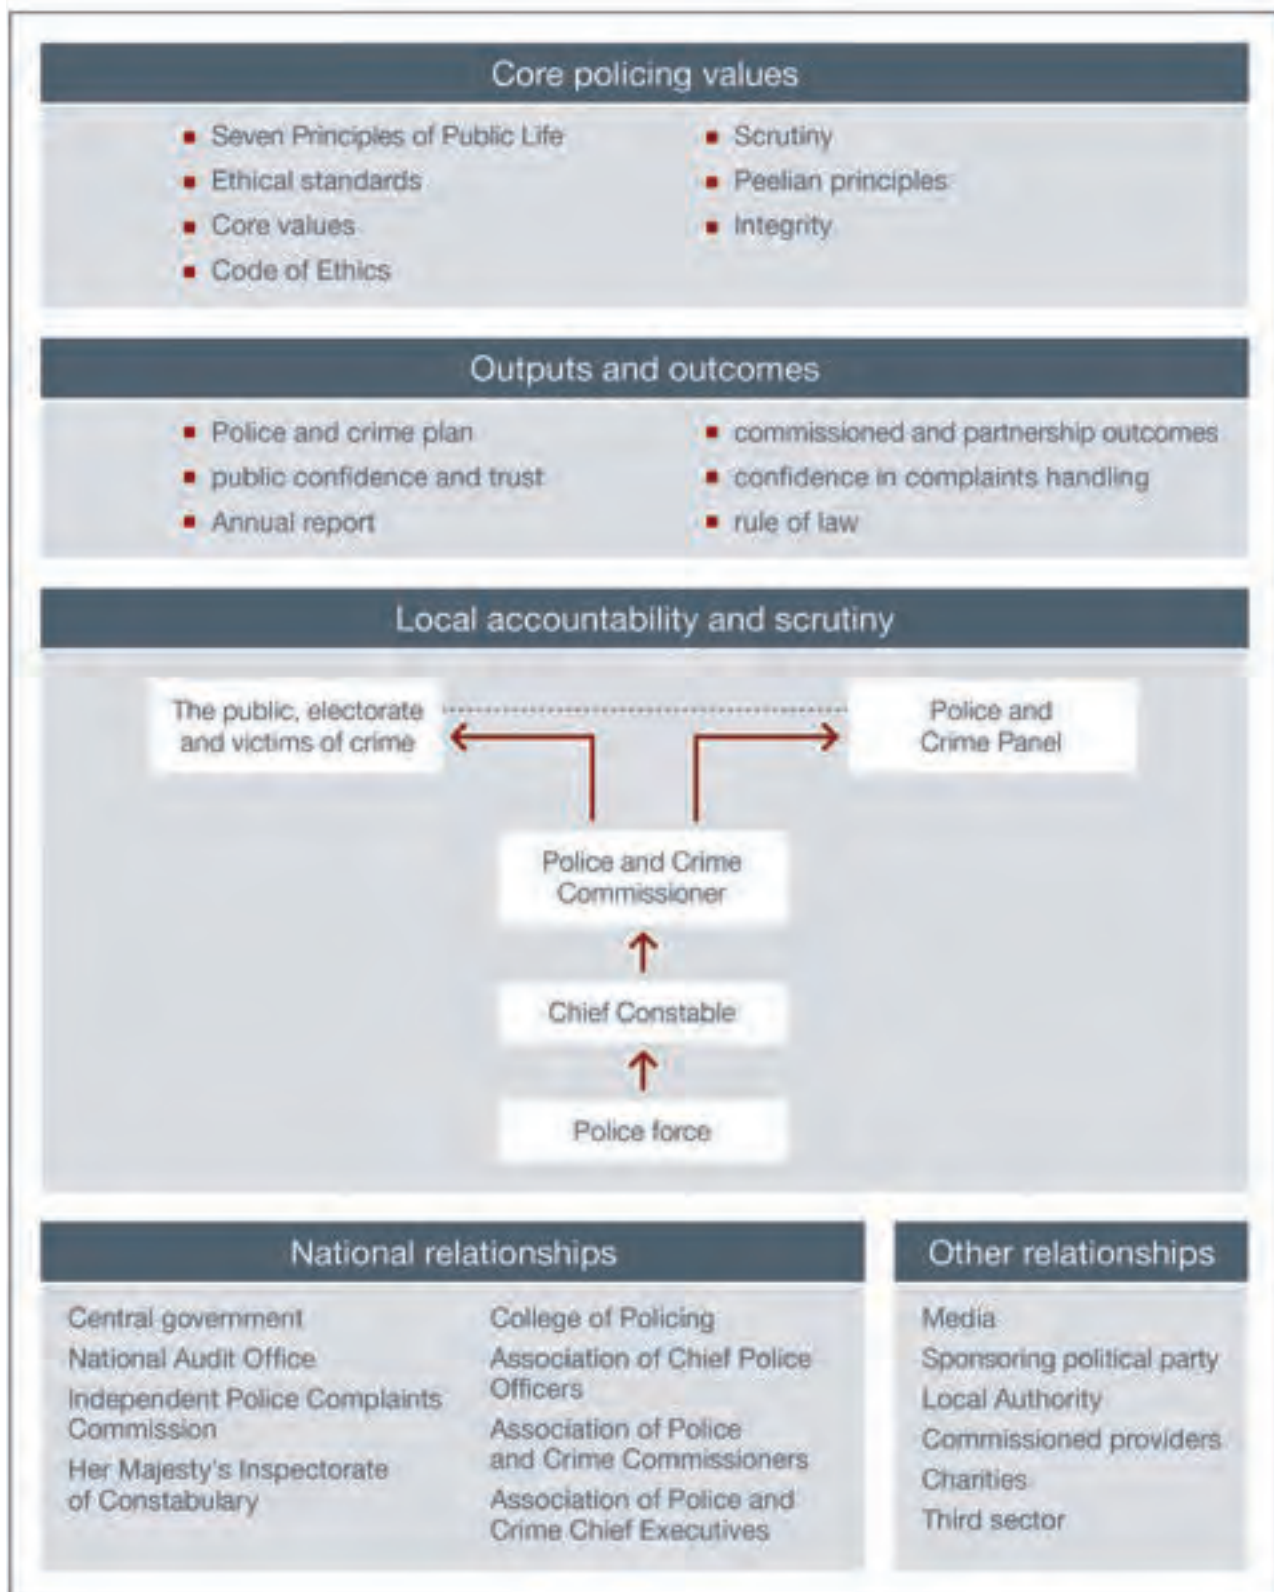 Core policing values
Seven Principles of Public Life
Ethical standards
Core values
Code of Ethics
Scrutiny
Peelian principles
Integrity
Outputs and outcomes
Police and crime plan
public confidence and trust
Annual report
commissioned and partnership outcomes
confidence in complaints handling
rule of law
Local accountability and scrutiny
The public, electorate
and victims of crime
Police and
Crime Panel
Police and Crime
Commissioner
Chief Constable
Police force
National relationships
Central government
National Audit Office
Independent Police Complaints
Commission
Her Majesty's Inspectorate
of Constabulary
College of Policing
Association of Chief Police
Officers
Association of Police
and Crime Commissioners
Association of Police and
Crime Chief Executives
Other relationships
Media
Sponsoring political party
Local Authority
Commissioned providers
Charities
Third sector